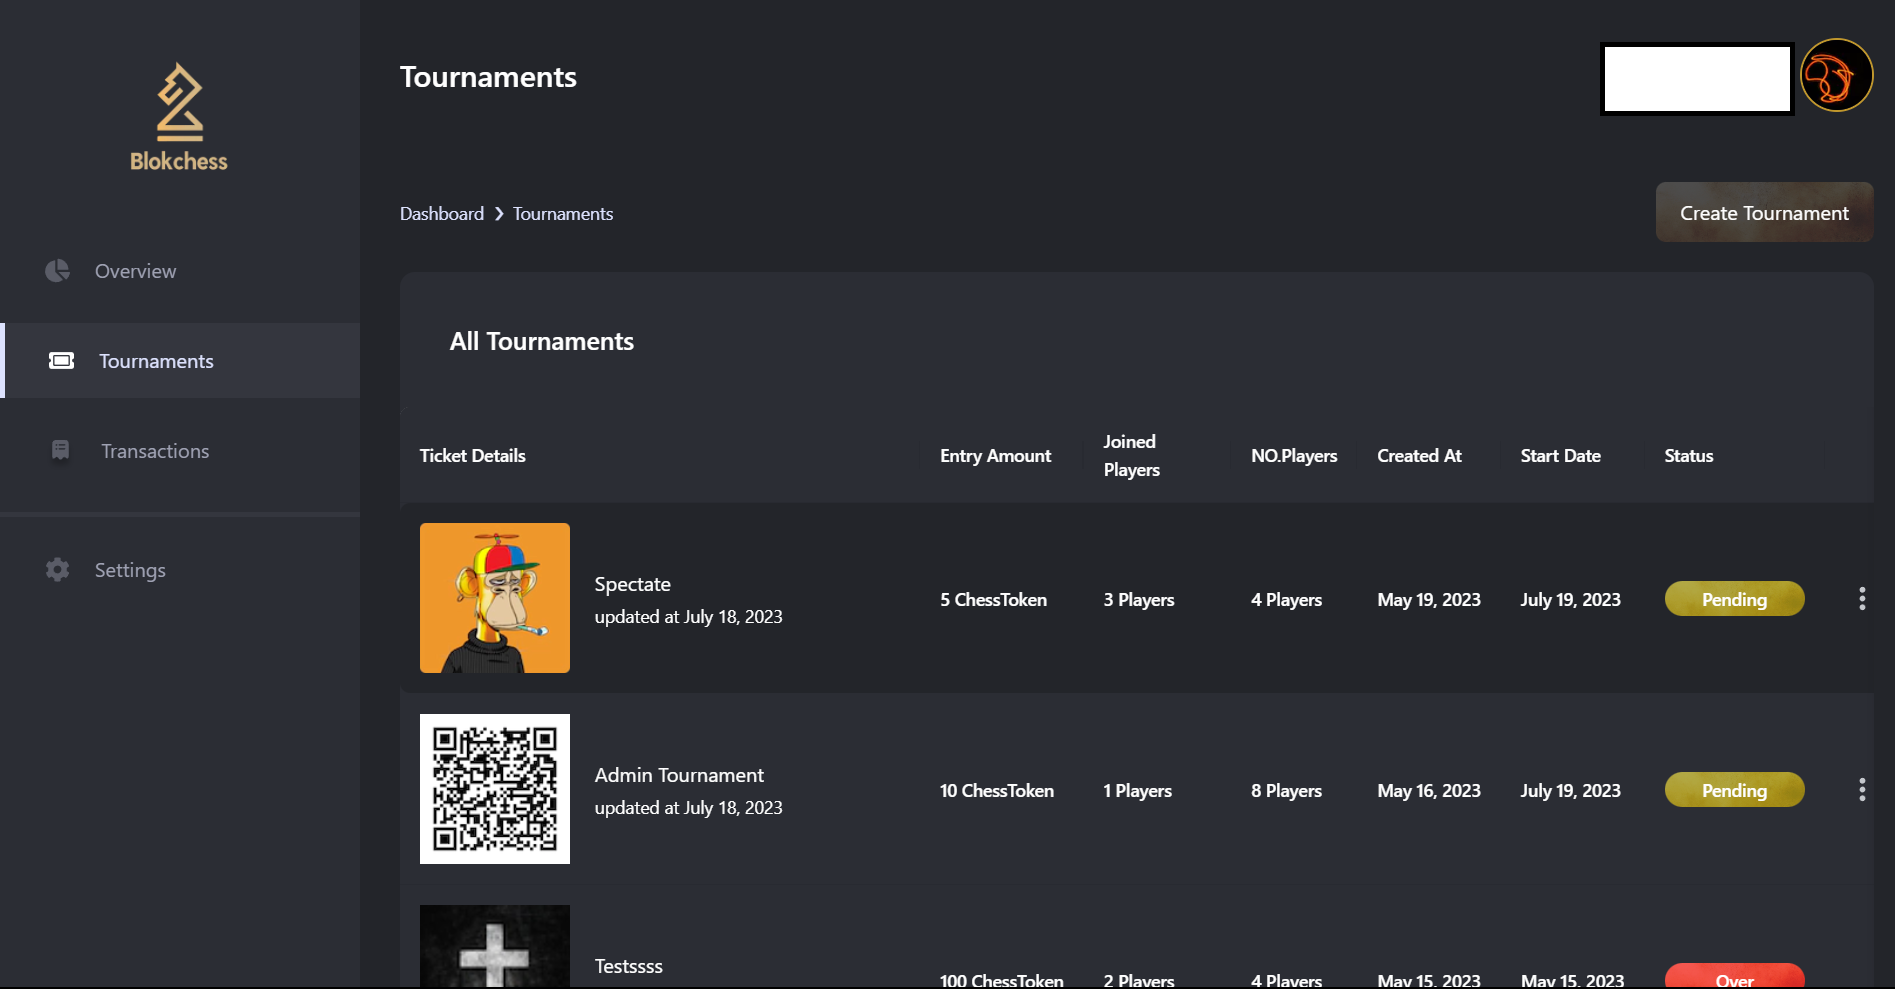 Blokchess
Overview
Tournaments
Transactions
Settings
Tournaments
Dashboard ❯ Tournaments
Create Tournament
All Tournaments
Ticket Details
Entry Amount
Joined
Players
NO.Players
Created At
Start Date
Status
Spectate
updated at July 18, 2023
5 ChessToken
3 Players
4 Players
May 19, 2023
July 19, 2023
Pending
Admin Tournament
updated at July 18, 2023
10 ChessToken
1 Players
8 Players
May 16, 2023
July 19, 2023
Pending
Testssss
100 ChessToken
2 Players
4 Players
May 15, 2023
May 15, 2023
Over